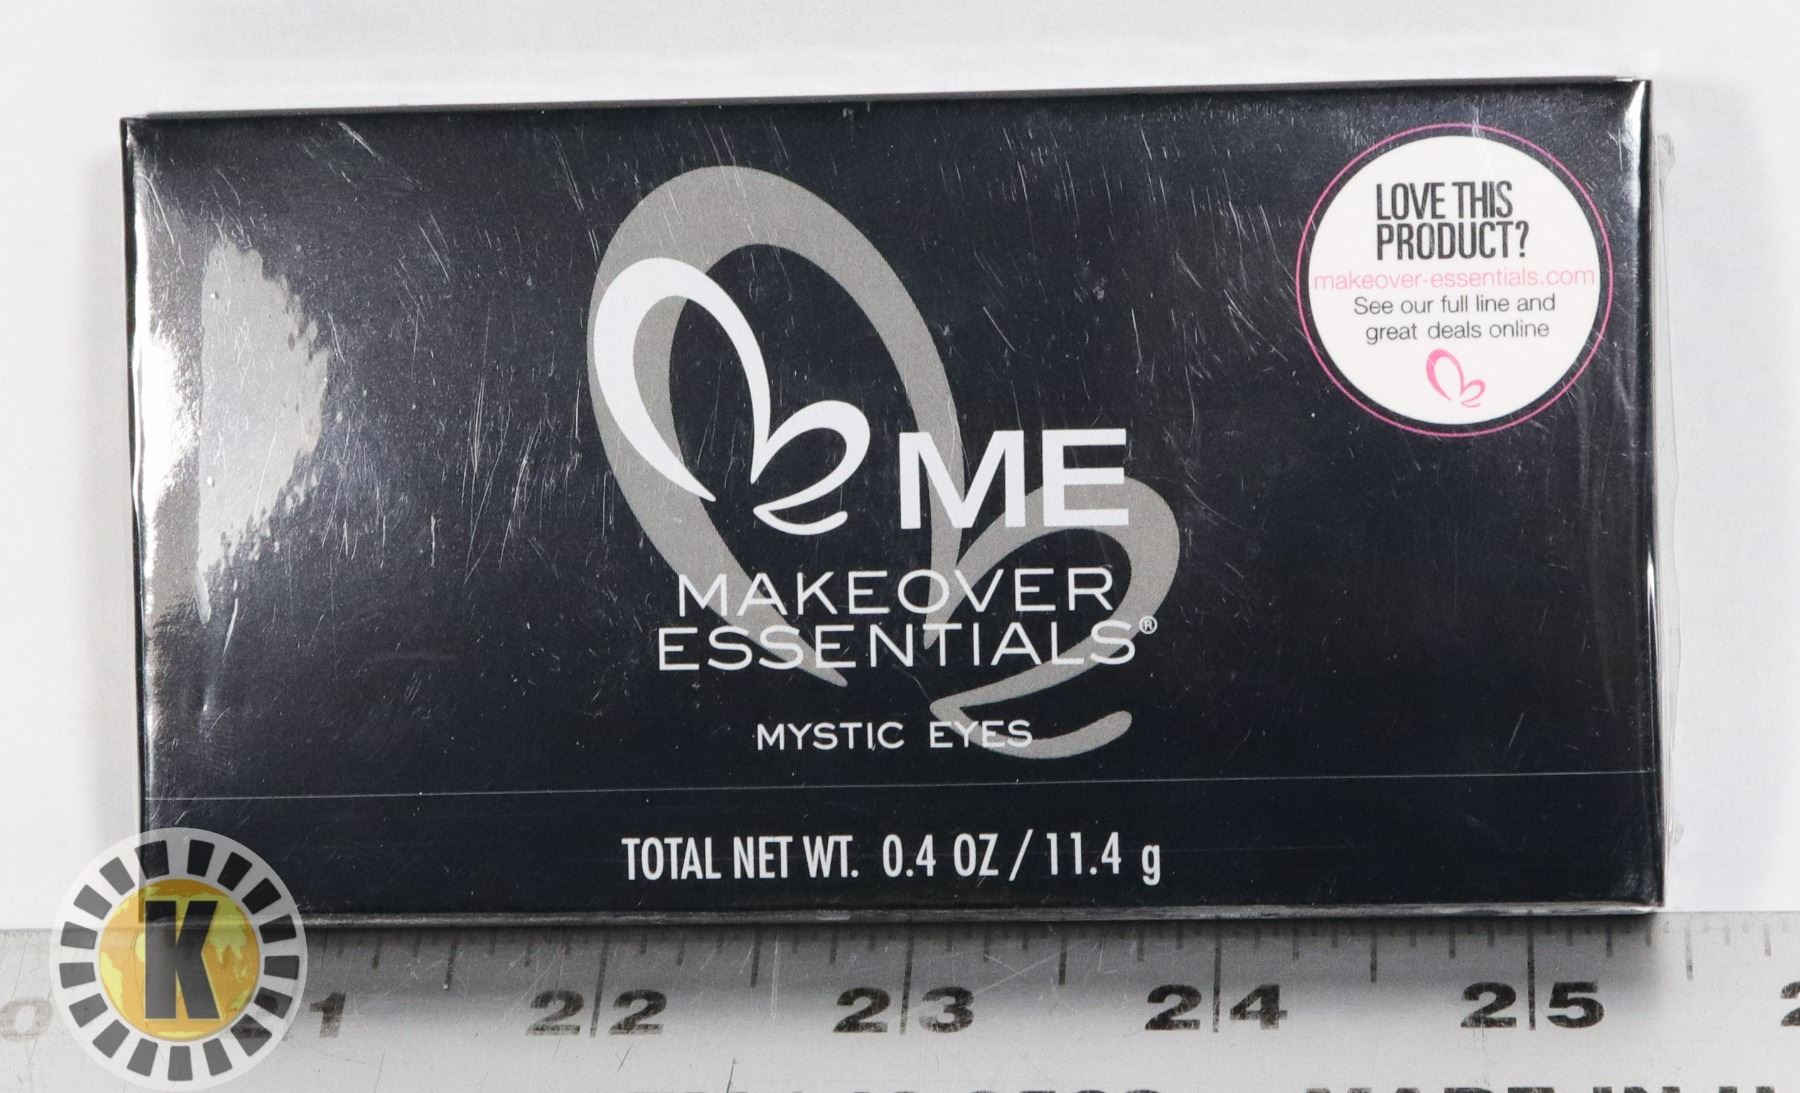 LOVE THIS
PRODUCT?
makeover-essentials.com
See our full line and
great deals online
ME
MAKEOVER
ESSENTIALS®
MYSTIC EYES
TOTAL NET WT. 0.4 OZ / 11.4 g
K
22 23 24 25